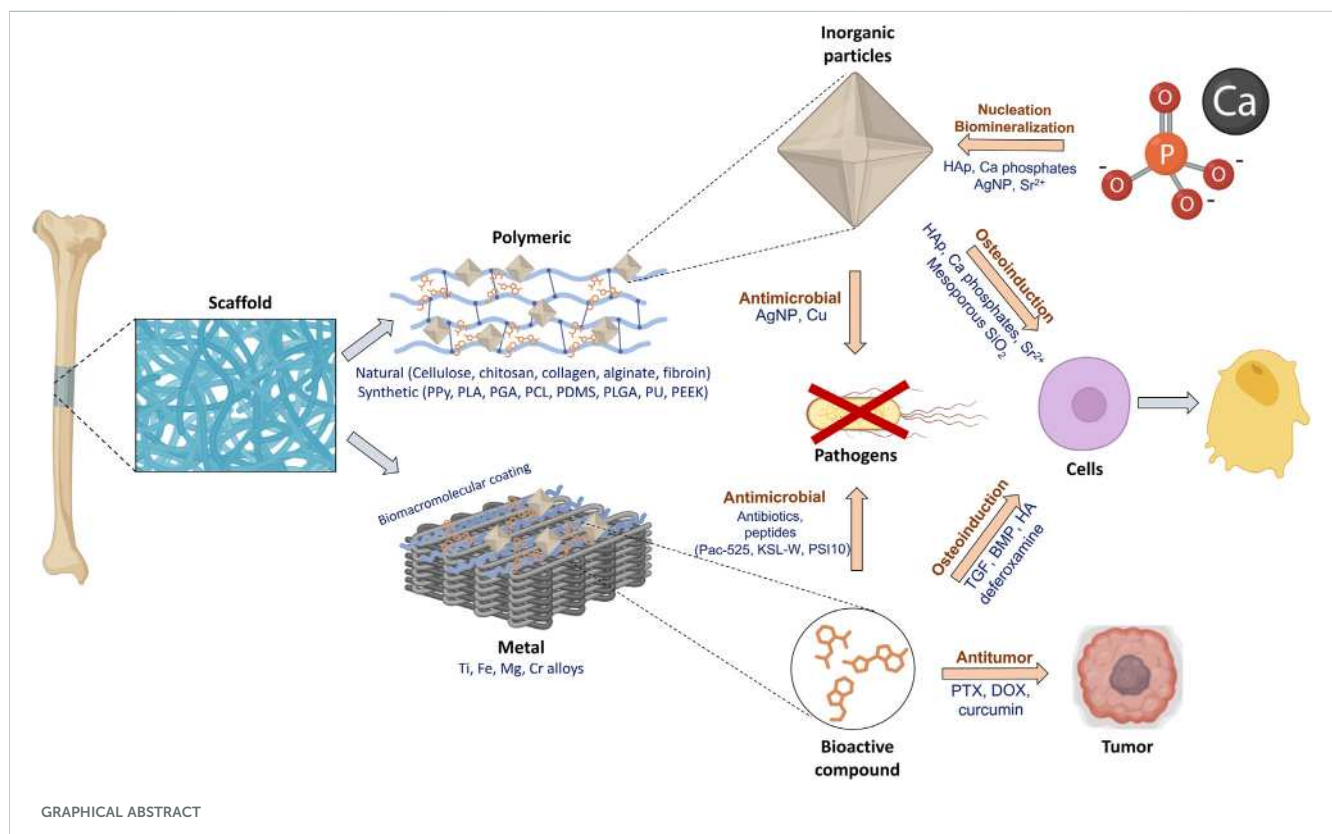 Inorganic
particles
Nucleation
Biomineralization
HAp, Ca phosphates
AgNP, Sr²⁺
Ca
O
P
O
O
O
-
-
-
Polymeric
Scaffold
Natural (Cellulose, chitosan, collagen, alginate, fibroin)
Synthetic (PPy, PLA, PGA, PCL, PDMS, PLGA, PU, PEEK)
Antimicrobial
AgNP, Cu
Osteoinduction
HAp, Ca phosphates, Sr²⁺
Mesoporous SiO₂
Pathogens
Cells
Biomacromolecular coating
Metal
Ti, Fe, Mg, Cr alloys
Antimicrobial
Antibiotics,
peptides
(Pac-525, KSL-W, PSI10)
Osteoinduction
TGF, BMP, HA
deferoxamine
Bioactive
compound
Antitumor
PTX, DOX,
curcumin
Tumor
GRAPHICAL ABSTRACT